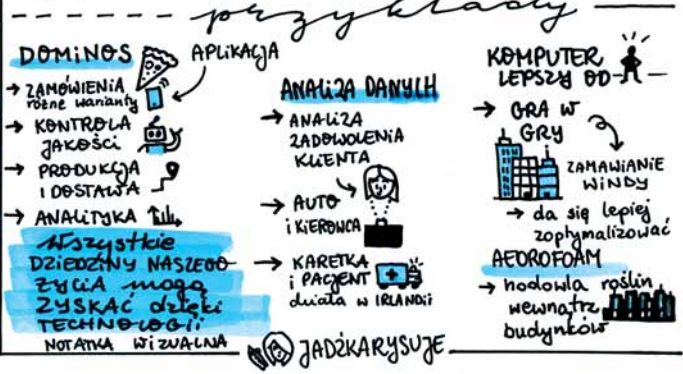 przykłady
DOMINOS
APLIKACJA
→ ZAMÓWIENIA
różne warianty
→ KONTROLA
JAKOŚCI
→ PRODUKCJA
I DOSTAWA
→ ANALITYKA
Wszystkie
DZIEDZINY NASZEGO
ŻYCIA mogą
ZYSKAĆ dzięki
TECHNOLOGII
NOTATKA WIZUALNA
ANALIZA DANYCH
→ ANALIZA
ZADOWOLENIA
KLIENTA
→ AUTO
i KIEROWCA
→ KARETKA
i PACJENT
działa w IRLANDII
JADŹKARYSUJE
KOMPUTER
LEPSZY OD
→ GRA W
GRY
ZAMAWIANIE
WINDY
→ da się lepiej
zoptymalizować
AEOROFOAM
→ hodowla roślin
wewnątrz
budynków